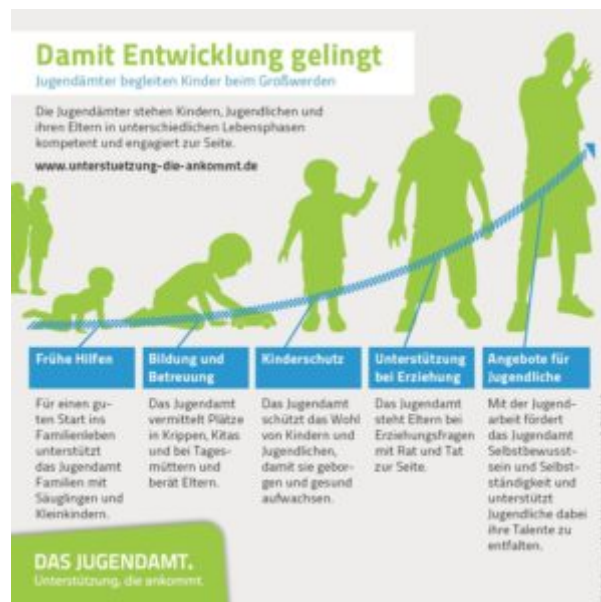 Damit Entwicklung gelingt
Jugendämter begleiten Kinder beim Großwerden
Die Jugendämter stehen Kindern, Jugendlichen und
ihren Eltern in unterschiedlichen Lebensphasen
kompetent und engagiert zur Seite.
www.unterstuetzung-die-ankommt.de
Frühe Hilfen
Für einen gu-
ten Start ins
Familienleben
unterstützt
das Jugendamt
Familien mit
Säuglingen und
Kleinkindern.
Bildung und
Betreuung
Das Jugendamt
vermittelt Plätze
in Krippen, Kitas
und bei Tages-
müttern und
berät Eltern.
Kinderschutz
Das Jugendamt
schützt das Wohl
von Kindern und
Jugendlichen,
damit sie gebor-
gen und gesund
aufwachsen.
Unterstützung
bei Erziehung
Das Jugendamt
steht Eltern bei
Erziehungsfragen
mit Rat und Tat
zur Seite.
Angebote für
Jugendliche
Mit der Jugend-
arbeit fördert
das Jugendamt
Selbstbewusst-
sein und Selbst-
ständigkeit und
unterstützt
Jugendliche dabei
ihre Talente zu
entfalten.
DAS JUGENDAMT.
Unterstützung, die ankommt.